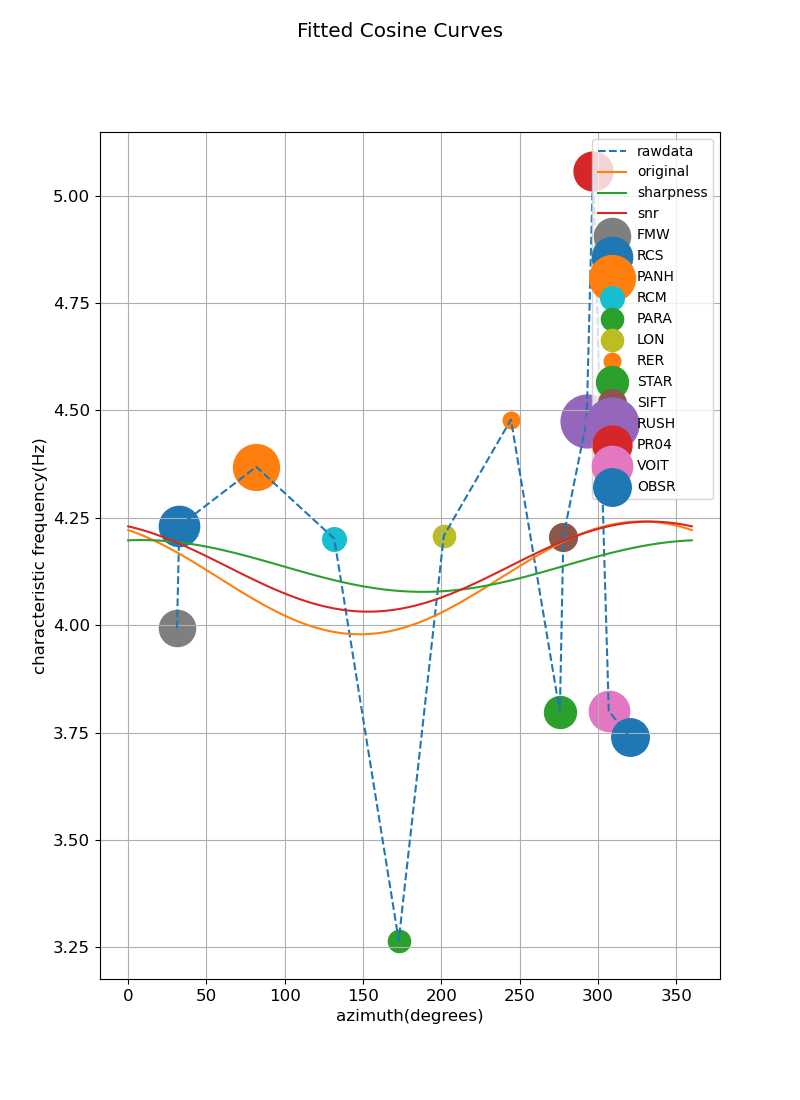 Fitted Cosine Curves
characteristic frequency(Hz)
5.00
4.75
4.50
4.25
4.00
3.75
3.50
3.25
rawdata
original
sharpness
snr
FMW
RCS
PANH
RCM
PARA
LON
RER
STAR
SIFT
RUSH
PR04
VOIT
OBSR
0 50 100 150 200 250 300 350
azimuth(degrees)